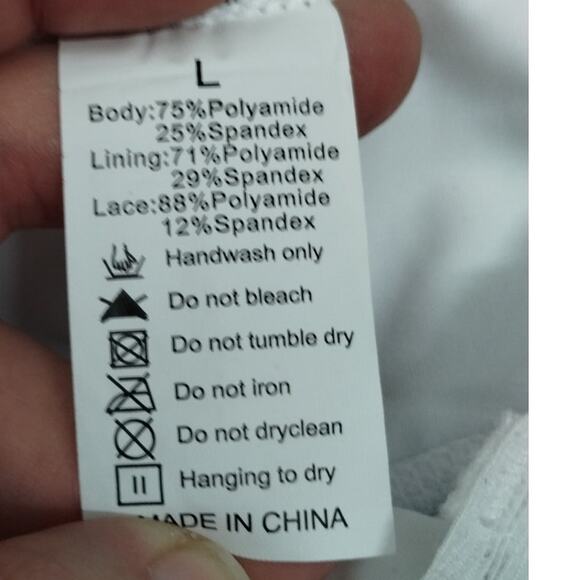 L
Body:75%Polyamide
25%Spandex
Lining:71%Polyamide
29%Spandex
Lace:88%Polyamide
12%Spandex
Handwash only
Do not bleach
Do not tumble dry
Do not iron
Do not dryclean
Hanging to dry
MADE IN CHINA